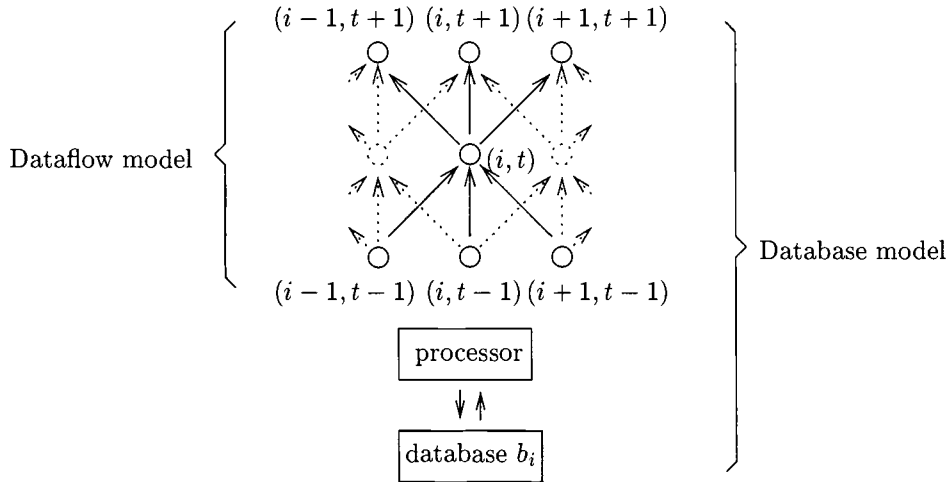 (i − 1, t + 1) (i, t + 1) (i + 1, t + 1)
Dataflow model
(i, t)
Database model
(i − 1, t − 1) (i, t − 1) (i + 1, t − 1)
processor
database b_i